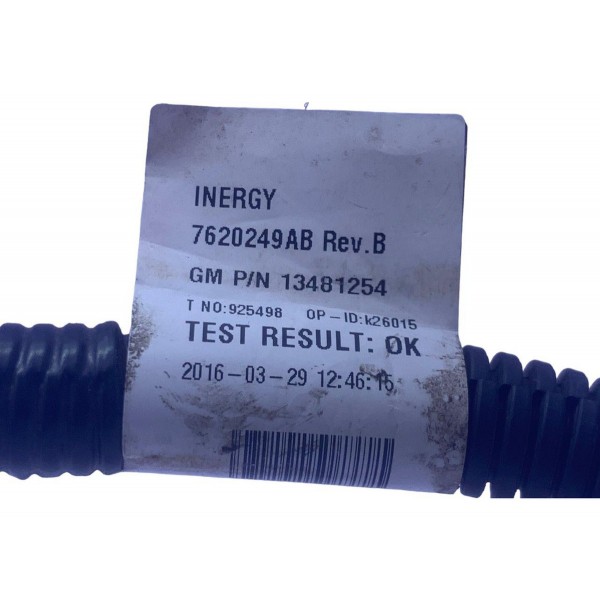 INERGY
7620249AB Rev.B
GM P/N 13481254
T NO:925498 OP-ID:k26015
TEST RESULT: OK
2016-03-29 12:46:15